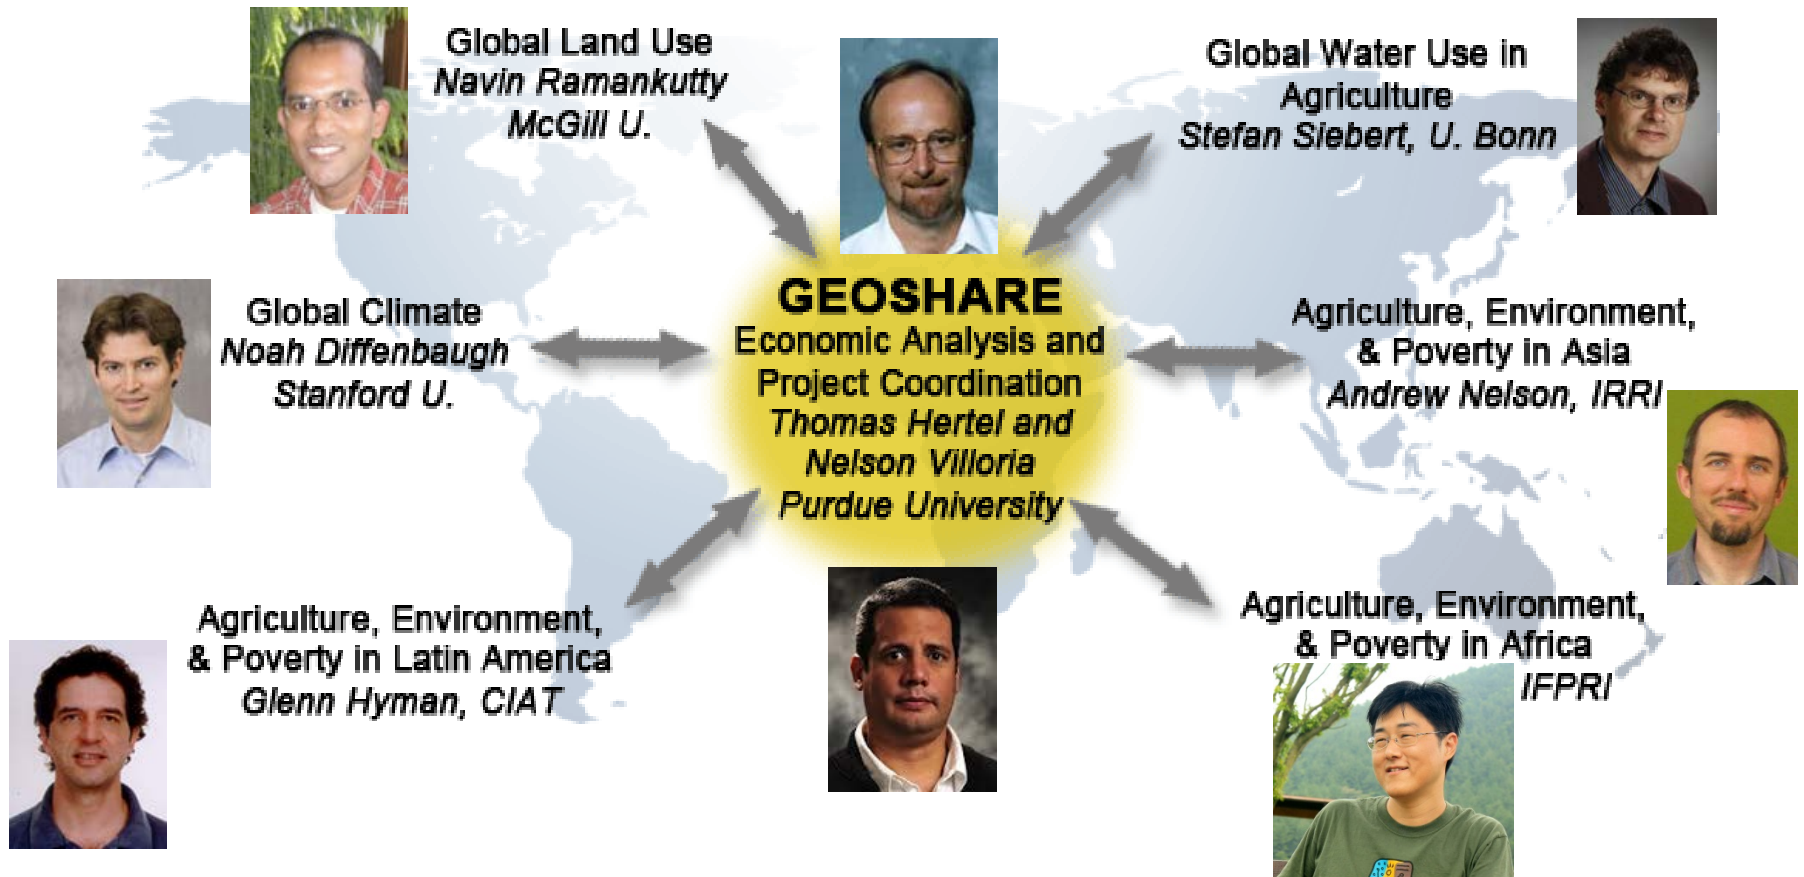 Global Land Use
Navin Ramankutty
McGill U.
Global Water Use in
Agriculture
Stefan Siebert, U. Bonn
Global Climate
Noah Diffenbaugh
Stanford U.
GEOSHARE
Economic Analysis and
Project Coordination
Thomas Hertel and
Nelson Villoria
Purdue University
Agriculture, Environment,
& Poverty in Asia
Andrew Nelson, IRRI
Agriculture, Environment,
& Poverty in Latin America
Glenn Hyman, CIAT
Agriculture, Environment,
& Poverty in Africa
IFPRI